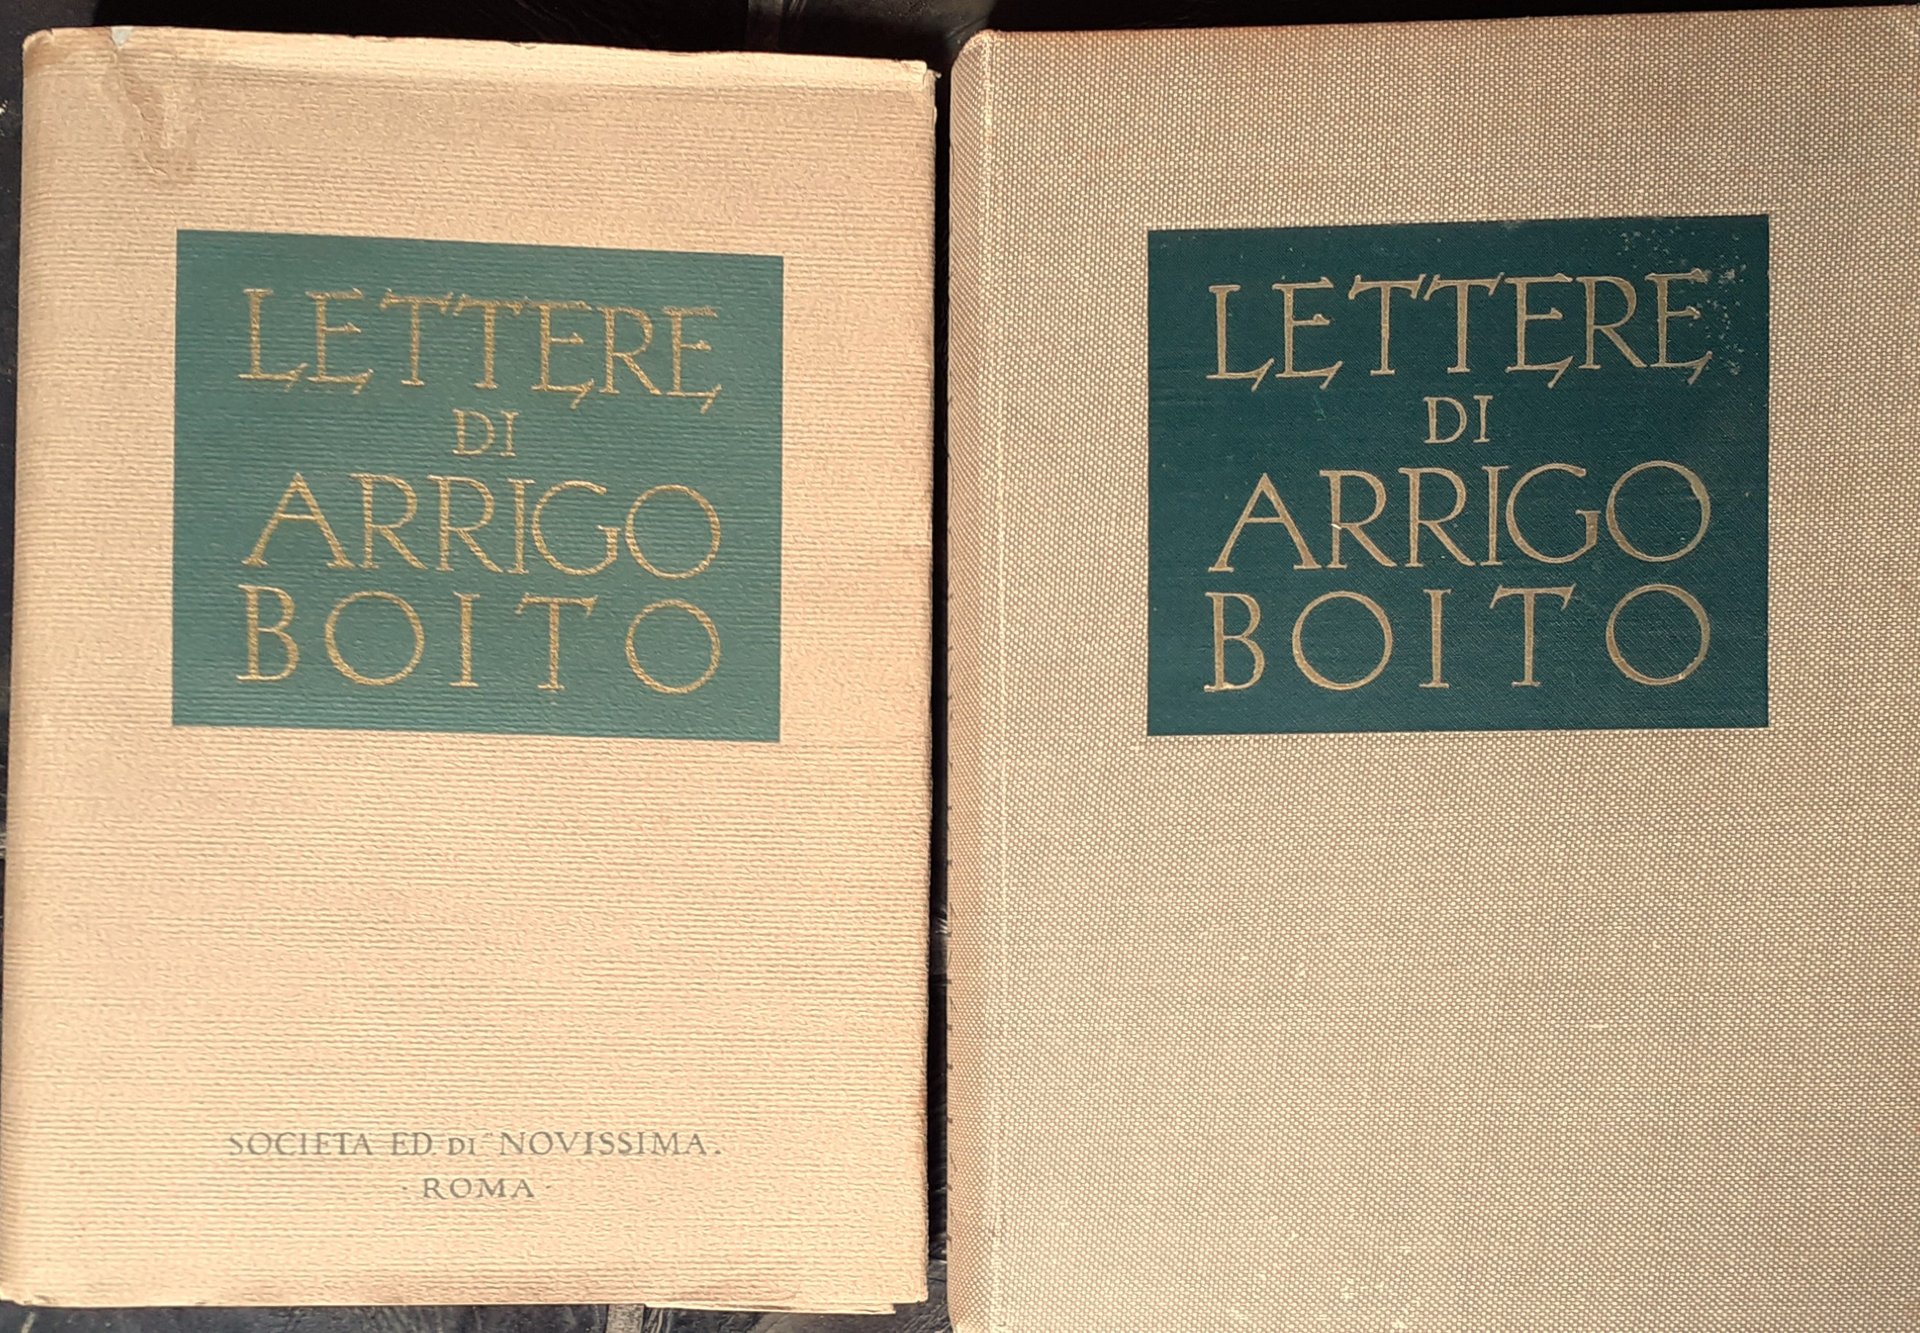 LETTERE
DI
ARRIGO
BOITO
SOCIETA ED. DI NOVISSIMA.
· ROMA ·
LETTERE
DI
ARRIGO
BOITO